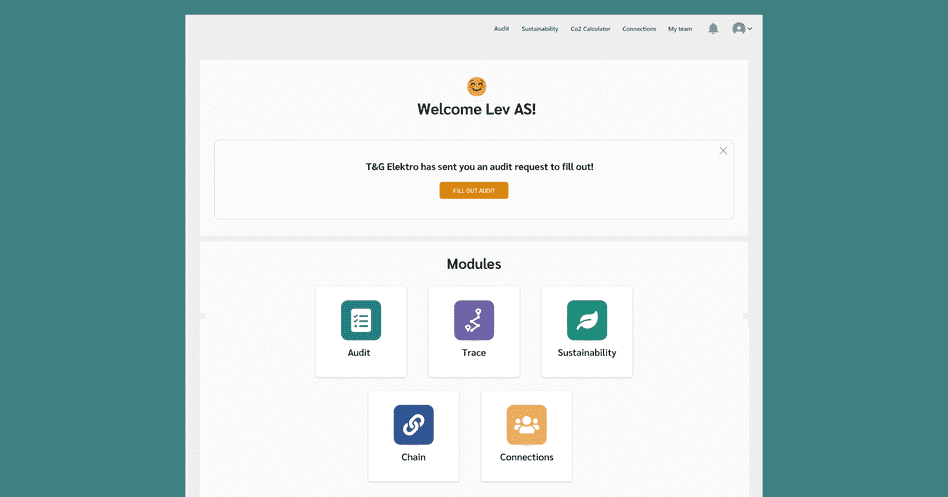 Audit Sustainability Co2 Calculator Connections My team
Welcome Lev AS!
T&G Elektro has sent you an audit request to fill out!
FILL OUT AUDIT
Modules
Audit Trace Sustainability
Chain Connections